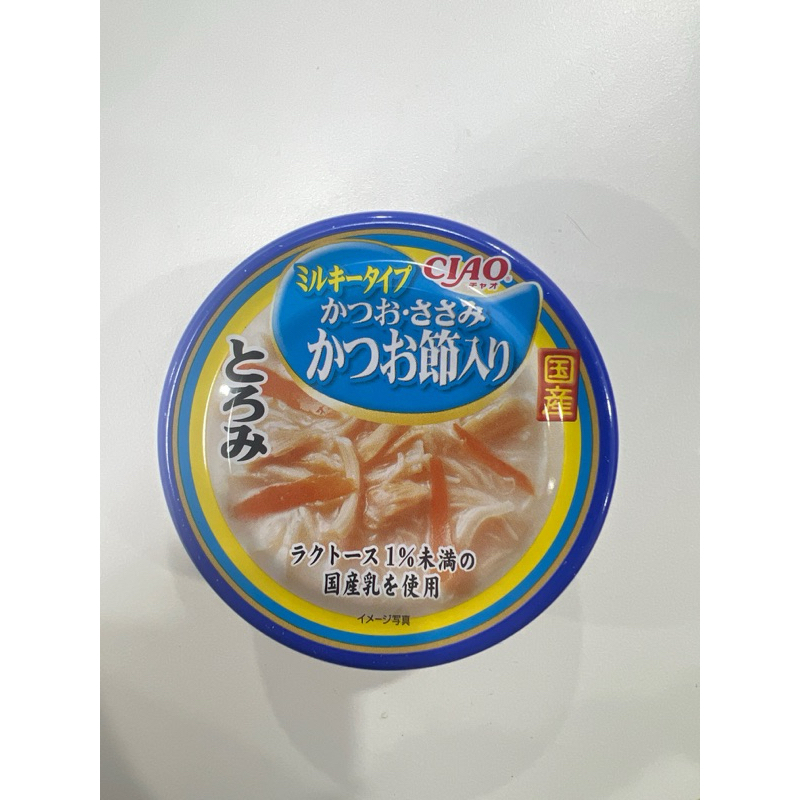 ミルキータイプ
CIAO®
チャオ
かつお・ささみ
かつお節入り
とろみ
国産
ラクトース1%未満の
国産乳を使用
イメージ写真